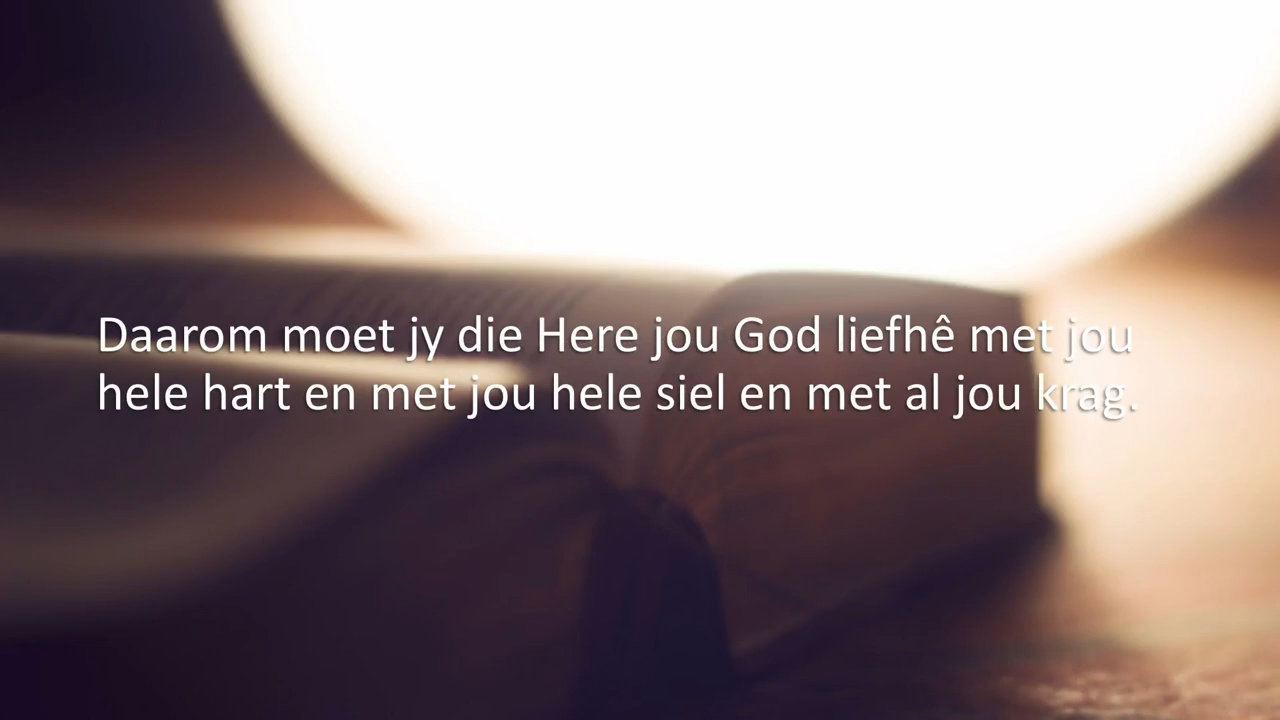 Daarom moet jy die Here jou God liefhê met jou
hele hart en met jou hele siel en met al jou krag.